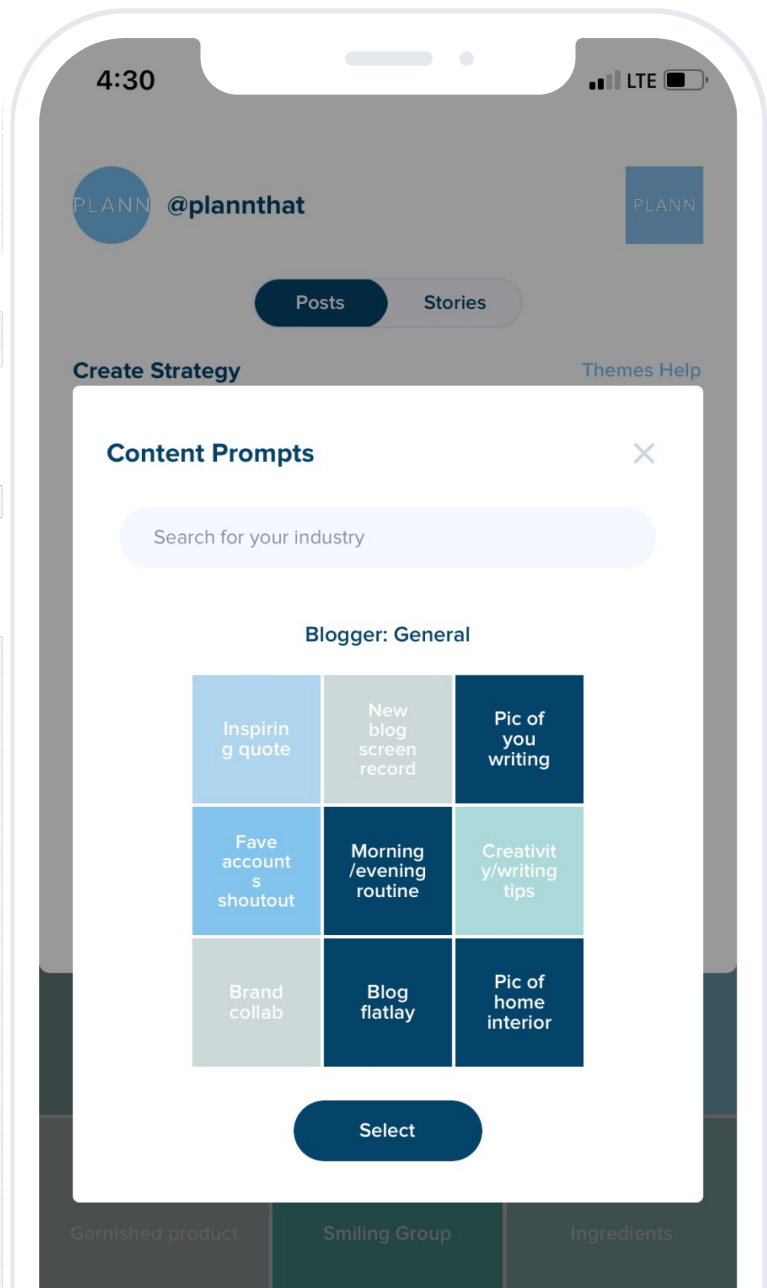 4:30
LTE
PLANN
@plannthat
PLANN
Posts
Stories
Create Strategy
Themes Help
Content Prompts
Search for your industry
Blogger: General
Inspirin
g quote
New
blog
screen
record
Pic of
you
writing
Fave
account
s
shoutout
Morning
/evening
routine
Creativit
y/writing
tips
Brand
collab
Blog
flatlay
Pic of
home
interior
Select
Garnished product
Smiling Group
Ingredients